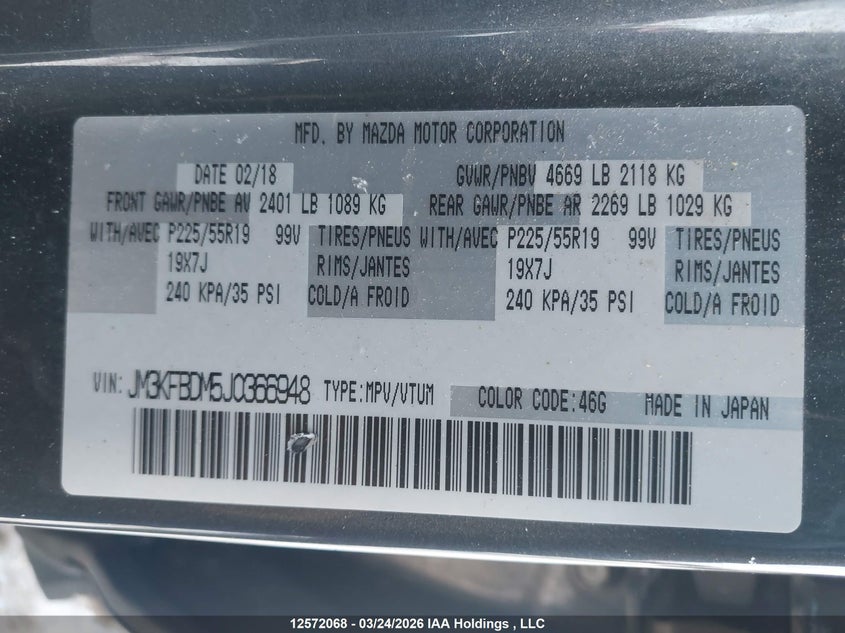 MFD. BY MAZDA MOTOR CORPORATION
DATE 02/18 GVWR/PNBV 4669 LB 2118 KG
FRONT GAWR/PNBE AV 2401 LB 1089 KG REAR GAWR/PNBE AR 2269 LB 1029 KG
WITH/AVEC P225/55R19 99V TIRES/PNEUS WITH/AVEC P225/55R19 99V TIRES/PNEUS
19X7J RIMS/JANTES 19X7J RIMS/JANTES
240 KPA/35 PSI COLD/A FROID 240 KPA/35 PSI COLD/A FROID
VIN: JM3KFBDM5J0366948 TYPE:MPV/VTUM COLOR CODE:46G MADE IN JAPAN
12572068 - 03/24/2026 IAA Holdings , LLC